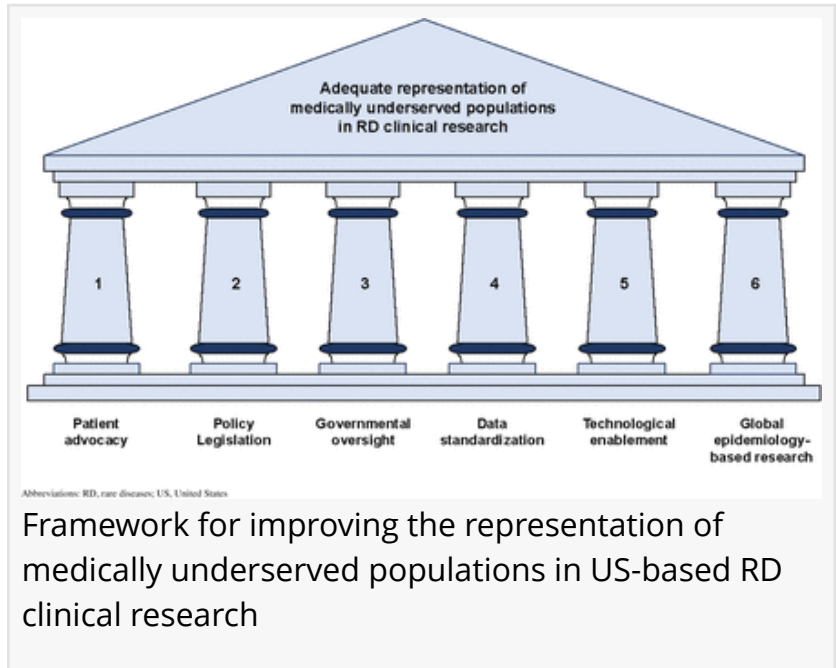 Adequate representation of
medically underserved populations
in RD clinical research
1
2
3
4
5
6
Patient
advocacy
Policy
Legislation
Governmental
oversight
Data
standardization
Technological
enablement
Global
epidemiology-
based research
Abbreviations: RD, rare diseases; US, United States
Framework for improving the representation of
medically underserved populations in US-based RD
clinical research